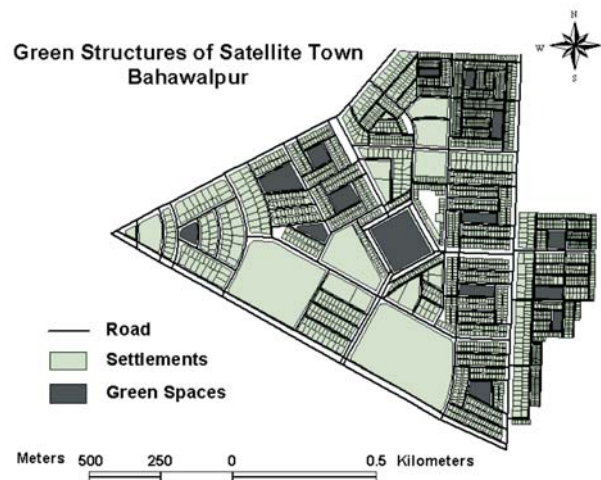 Green Structures of Satellite Town
Bahawalpur
N
W
S
Road
Settlements
Green Spaces
Meters 500 250 0 0.5 Kilometers